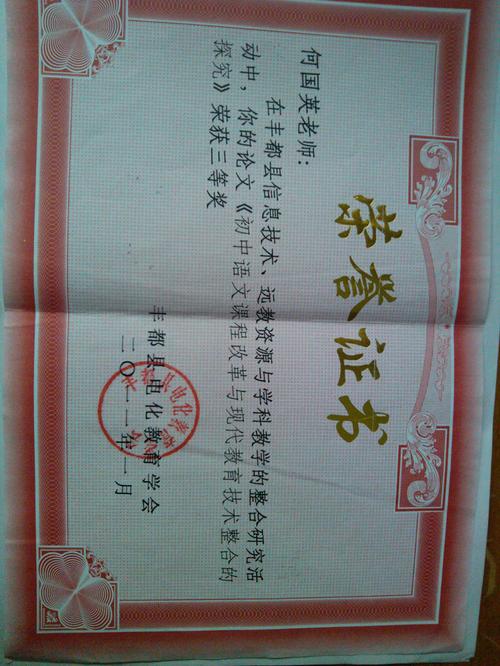 荣誉证书
何国英老师:
在丰都县信息技术、远教资源与学科教学的整合研究活
动中，你的论文《初中语文课程改革与现代教育技术整合的
探究》荣获三等奖
丰都县电化教育学会
二〇一一年一月